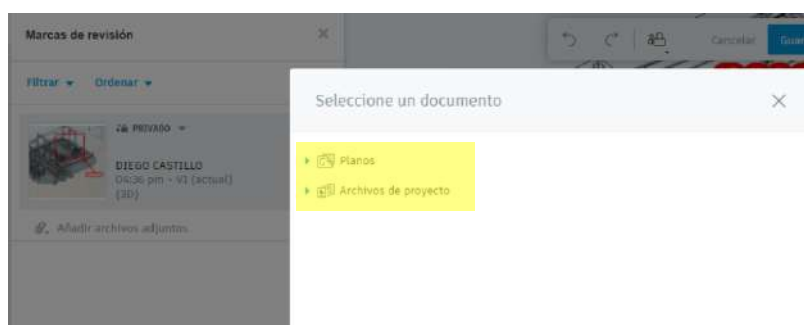 Marcas de revisión
Cancelar Guar
Filtrar Ordenar
PRIVADO
DIEGO CASTILLO
04:36 pm - V1 (actual)
(3D)
Añadir archivos adjuntos
Seleccione un documento
Planos
Archivos de proyecto